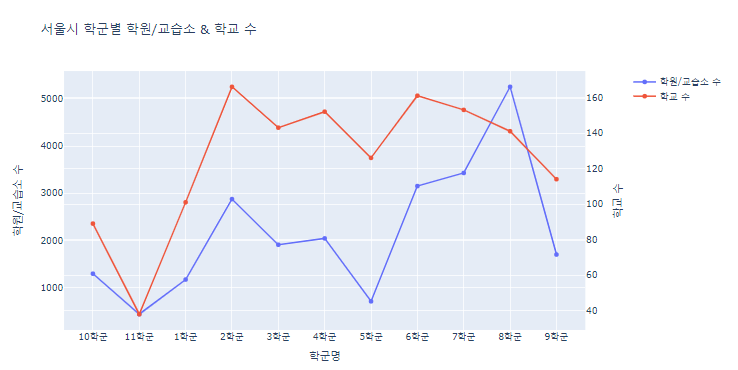 서울시 학군별 학원/교습소 & 학교 수
학원/교습소 수
학교 수
5000
4000
3000
2000
1000
학원/교습소 수
160
140
120
100
80
60
40
학교 수
10학군 11학군 1학군 2학군 3학군 4학군 5학군 6학군 7학군 8학군 9학군
학군명